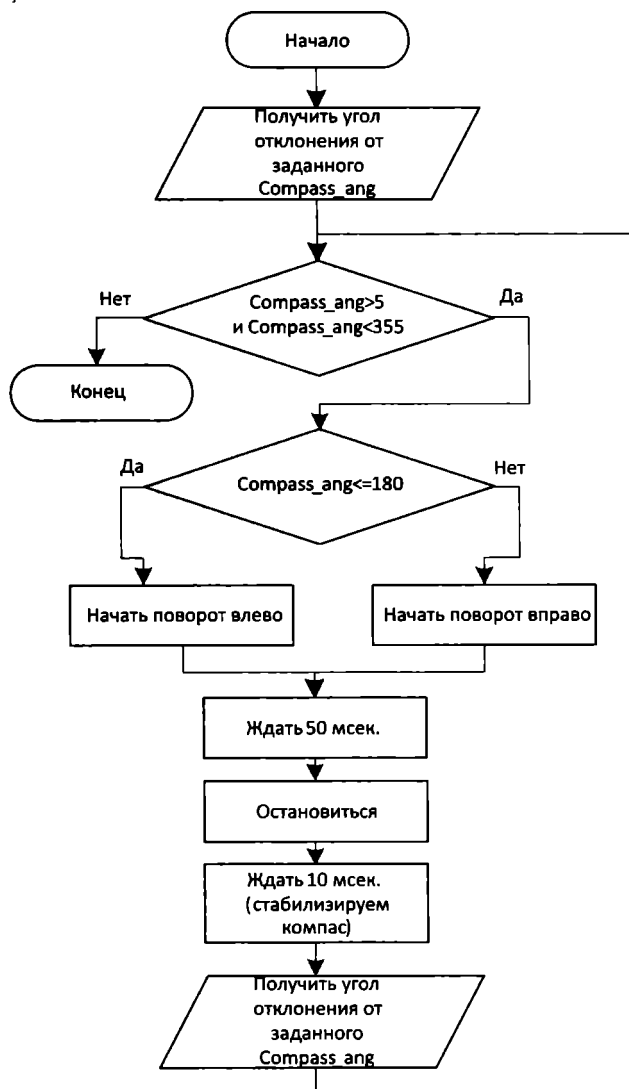 Начало
Получить угол
отклонения от
заданного
Compass_ang
Нет
Compass_ang>5
и Compass_ang<355
Да
Конец
Да
Compass_ang<=180
Нет
Начать поворот влево
Начать поворот вправо
Ждать 50 мсек.
Остановиться
Ждать 10 мсек.
(стабилизируем
компас)
Получить угол
отклонения от
заданного
Compass_ang